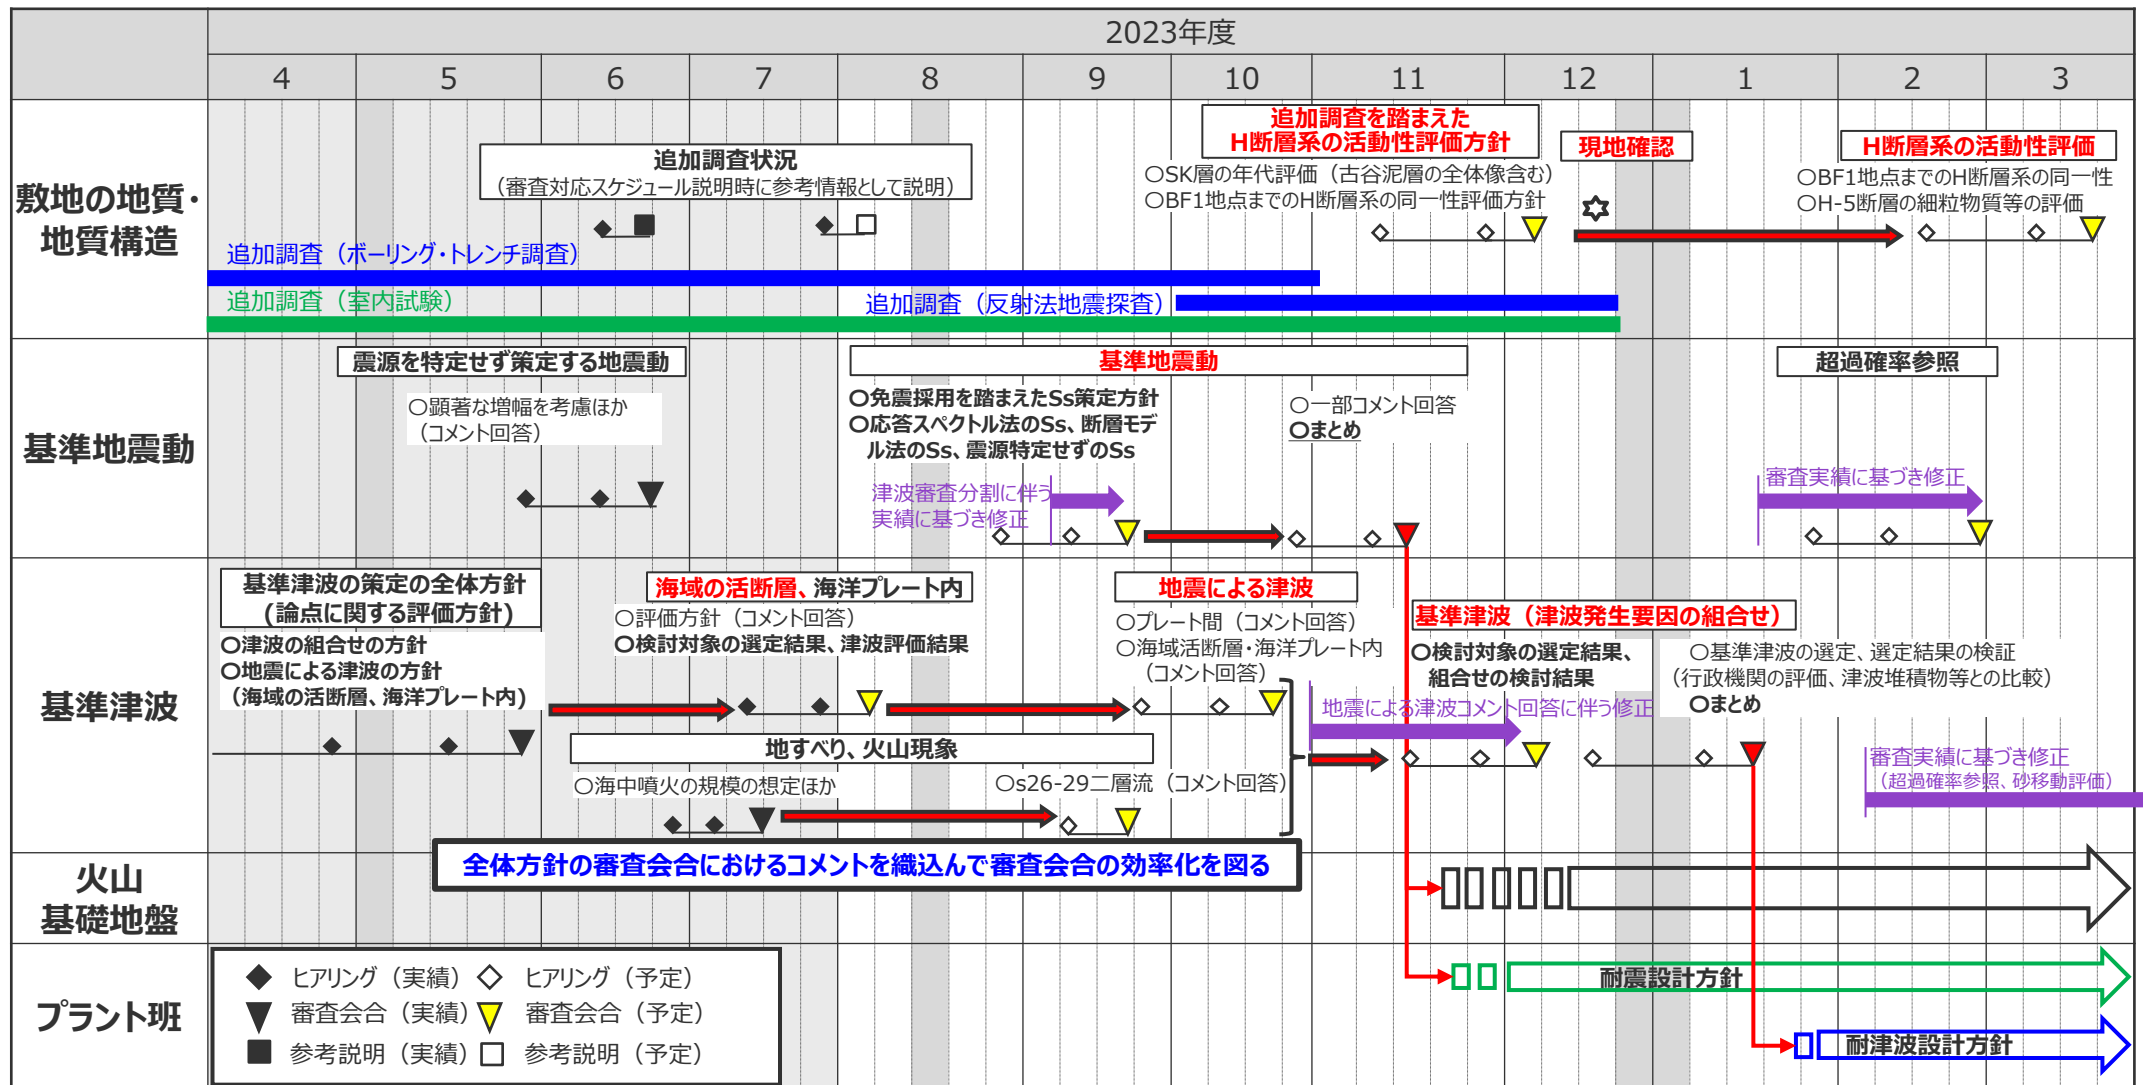 2023年度
4 5 6 7 8 9 10 11 12 1 2 3
敷地の地質・
地質構造
追加調査状況
（審査対応スケジュール説明時に参考情報として説明）
追加調査を踏まえた
H断層系の活動性評価方針
〇SK層の年代評価（古谷泥層の全体像含む）
〇BF1地点までのH断層系の同一性評価方針
現地確認
H断層系の活動性評価
〇BF1地点までのH断層系の同一性
〇H-5断層の細粒物質等の評価
追加調査（ボーリング・トレンチ調査）
追加調査（室内試験）
追加調査（反射法地震探査）
基準地震動
震源を特定せず策定する地震動
〇顕著な増幅を考慮ほか
（コメント回答）
基準地震動
〇免震採用を踏まえたSs策定方針
〇応答スペクトル法のSs、断層モデ
ル法のSs、震源特定せずのSs
〇一部コメント回答
〇まとめ
津波審査分割に伴う
実績に基づき修正
超過確率参照
審査実績に基づき修正
基準津波
基準津波の策定の全体方針
(論点に関する評価方針)
〇津波の組合せの方針
〇地震による津波の方針
（海域の活断層、海洋プレート内）
海域の活断層、海洋プレート内
〇評価方針（コメント回答）
〇検討対象の選定結果、津波評価結果
地震による津波
〇プレート間（コメント回答）
〇海域活断層・海洋プレート内
（コメント回答）
基準津波（津波発生要因の組合せ）
〇検討対象の選定結果、
組合せの検討結果
〇基準津波の選定、選定結果の検証
（行政機関の評価、津波堆積物等との比較）
〇まとめ
地震による津波コメント回答に伴う修正
地すべり、火山現象
〇海中噴火の規模の想定ほか
〇s26-29二層流（コメント回答）
審査実績に基づき修正
（超過確率参照、砂移動評価）
全体方針の審査会合におけるコメントを織込んで審査会合の効率化を図る
火山
基礎地盤
プラント班
ヒアリング（実績） ヒアリング（予定）
審査会合（実績） 審査会合（予定）
参考説明（実績） 参考説明（予定）
耐震設計方針
耐津波設計方針